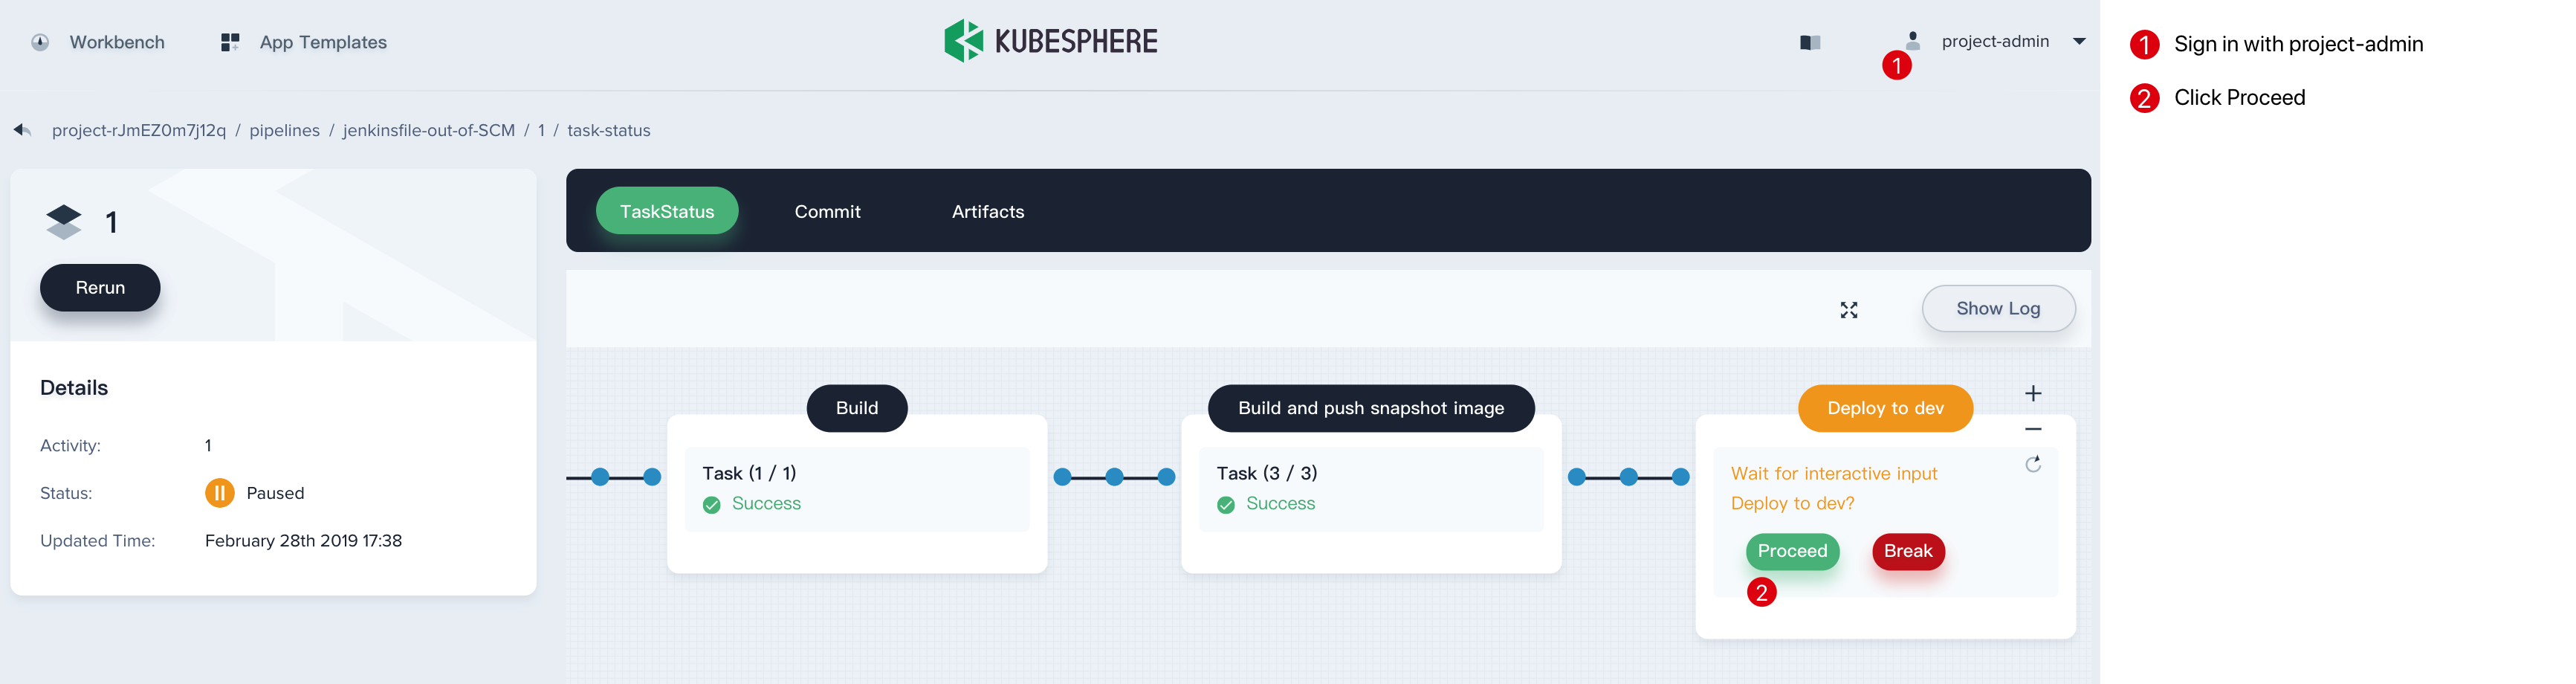 Workbench
App Templates
KUBESPHERE
project-admin
1
1 Sign in with project-admin
2 Click Proceed
project-rJmEZ0m7j12q / pipelines / jenkinsfile-out-of-SCM / 1 / task-status
1
Rerun
TaskStatus
Commit
Artifacts
Show Log
Details
Activity: 1
Status: Paused
Updated Time: February 28th 2019 17:38
Build
Task (1 / 1)
Success
Build and push snapshot image
Task (3 / 3)
Success
Deploy to dev
Wait for interactive input
Deploy to dev?
Proceed
Break
2